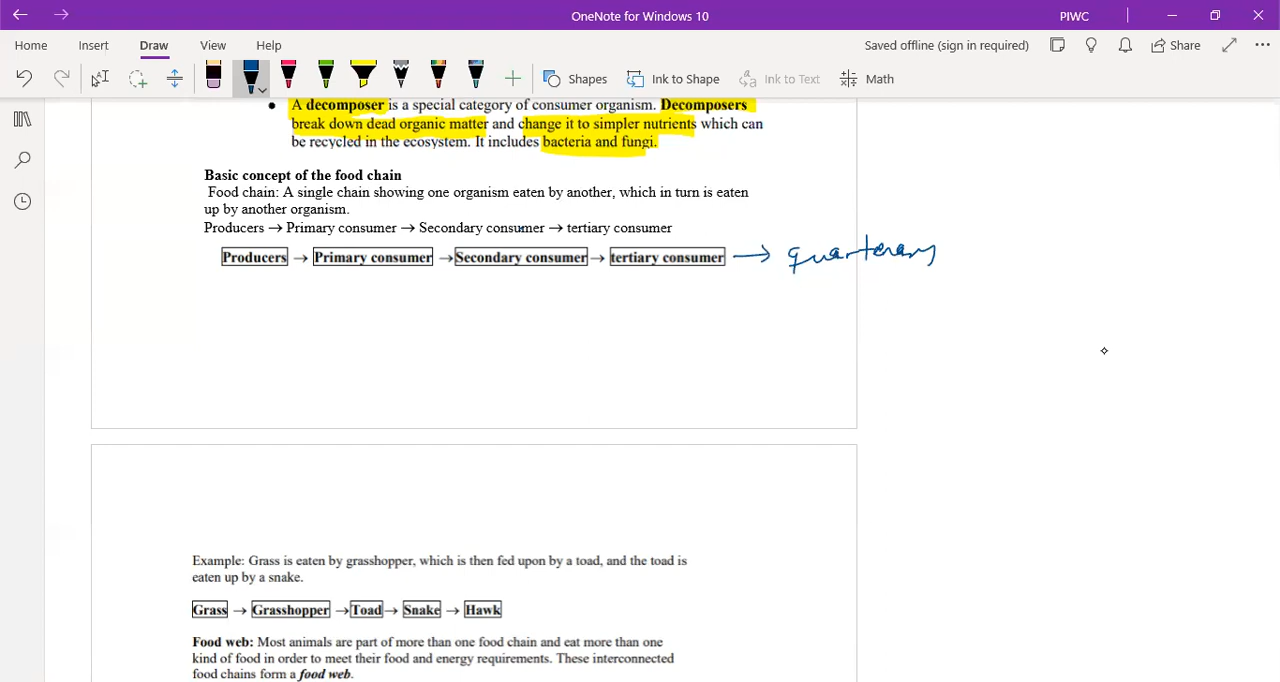 OneNote for Windows 10
PIWC
Home Insert Draw View Help
Saved offline (sign in required)
Share
Shapes
Ink to Shape
Ink to Text
Math
• A decomposer is a special category of consumer organism. Decomposers
break down dead organic matter and change it to simpler nutrients which can
be recycled in the ecosystem. It includes bacteria and fungi.
Basic concept of the food chain
Food chain: A single chain showing one organism eaten by another, which in turn is eaten
up by another organism.
Producers → Primary consumer → Secondary consumer → tertiary consumer
Producers → Primary consumer → Secondary consumer → tertiary consumer → quarternary
Example: Grass is eaten by grasshopper, which is then fed upon by a toad, and the toad is
eaten up by a snake.
Grass → Grasshopper → Toad → Snake → Hawk
Food web: Most animals are part of more than one food chain and eat more than one
kind of food in order to meet their food and energy requirements. These interconnected
food chains form a food web.